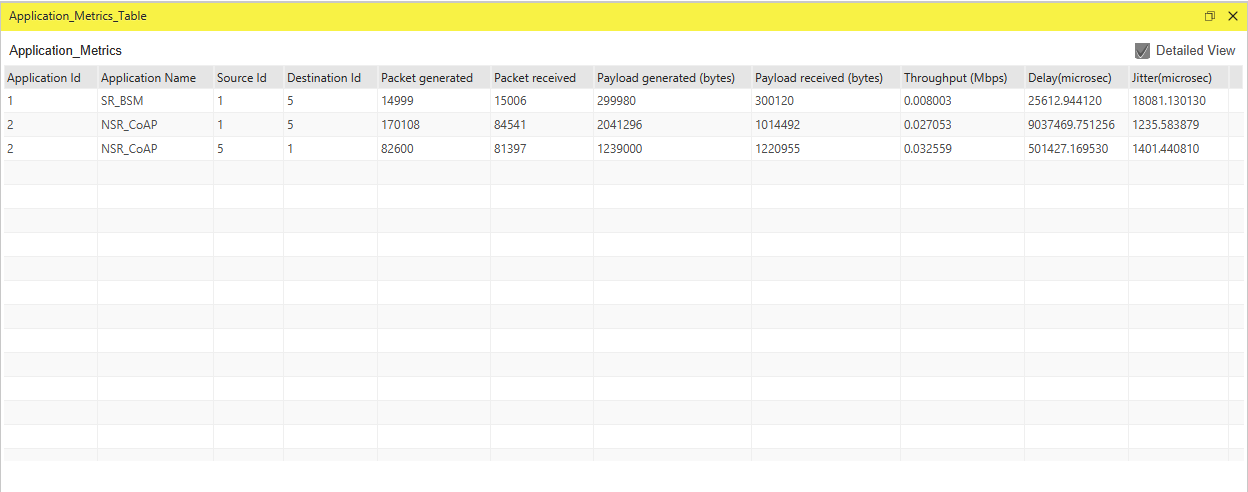 Application_Metrics_Table
Application_Metrics Detailed View
Application Id Application Name Source Id Destination Id Packet generated Packet received Payload generated (bytes) Payload received (bytes) Throughput (Mbps) Delay(microsec) Jitter(microsec)
1 SR_BSM 1 5 14999 15006 299980 300120 0.008003 25612.944120 18081.130130
2 NSR_CoAP 1 5 170108 84541 2041296 1014492 0.027053 9037469.751256 1235.583879
2 NSR_CoAP 5 1 82600 81397 1239000 1220955 0.032559 501427.169530 1401.440810